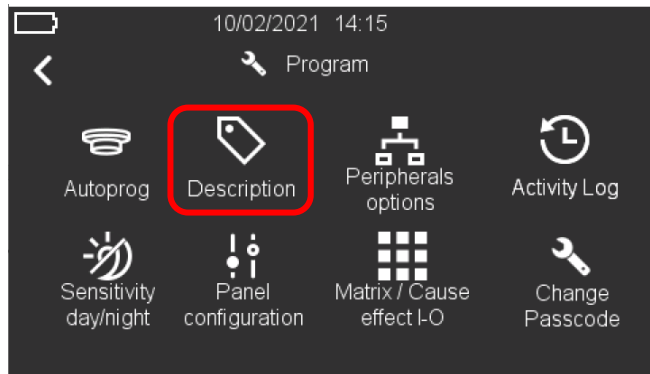 10/02/2021 14:15
Program
Autoprog
Description
Peripherals
options
Activity Log
Sensitivity
day/night
Panel
configuration
Matrix / Cause
effect I-O
Change
Passcode